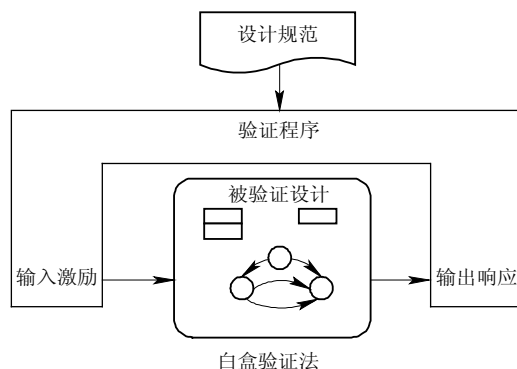 设计规范
验证程序
被验证设计
输入激励
输出响应
白盒验证法